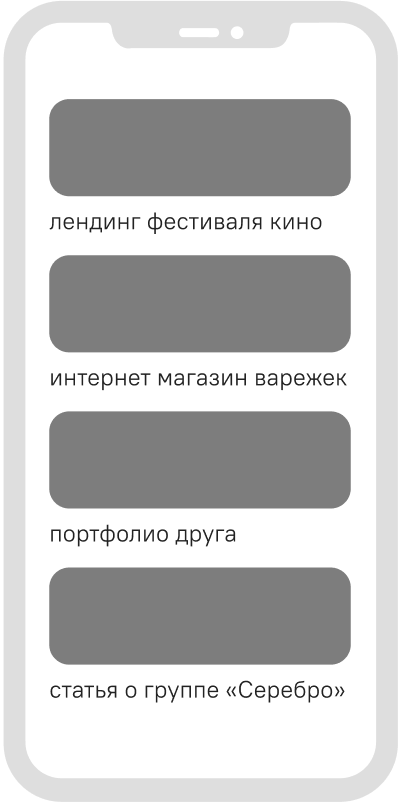 лендинг фестиваля кино
интернет магазин варежек
портфолио друга
статья о группе «Серебро»